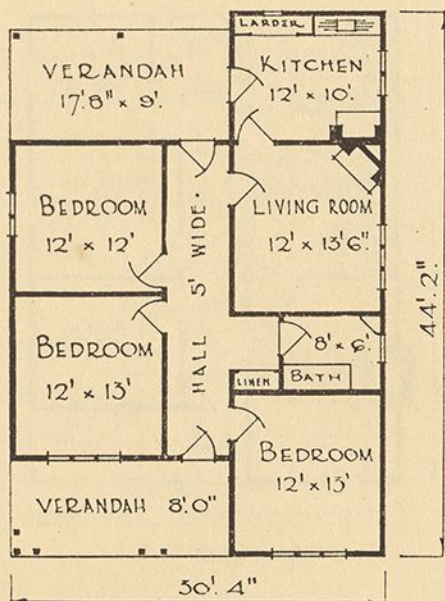 LARDER
VERANDAH
17'8" × 9'.
KITCHEN
12' × 10'.
BEDROOM
12' × 12'
HALL 5' WIDE.
LIVING ROOM
12' × 13'6".
BEDROOM
12' × 13'
8' × 6'.
LINEN
BATH
BEDROOM
12' × 13'
VERANDAH 8'.0"
44'.2"
30'.4"